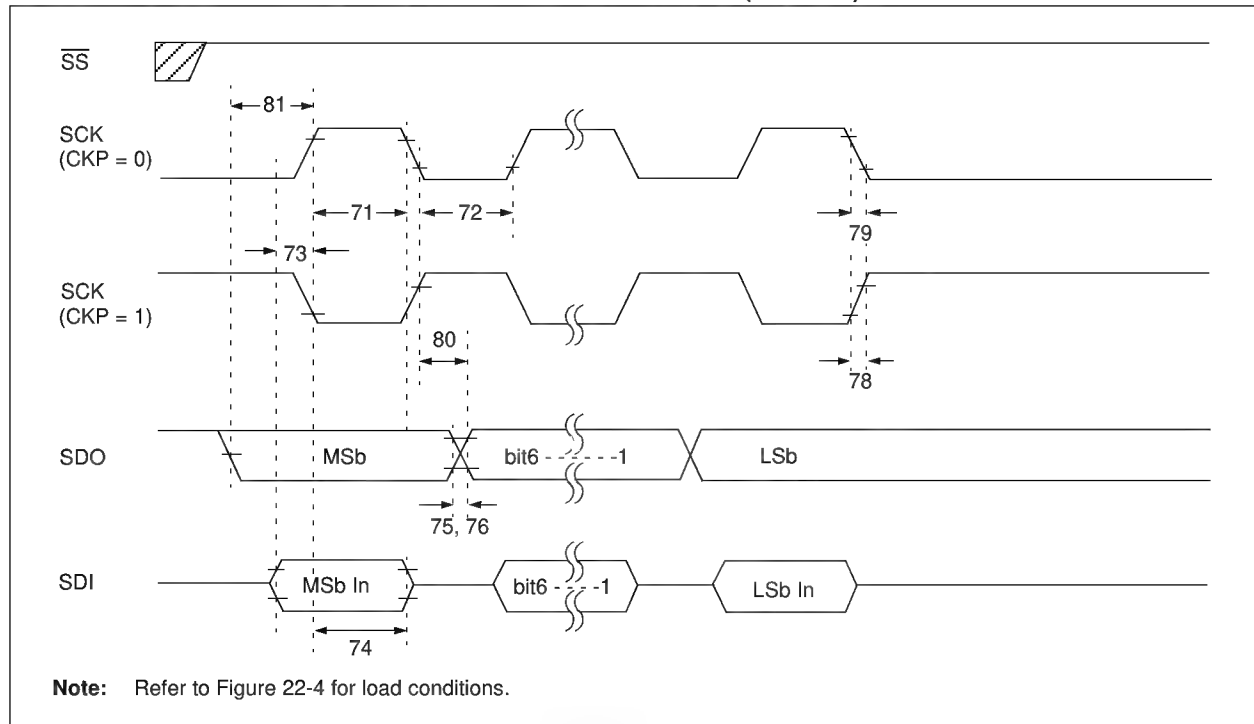 SS
81
SCK
(CKP = 0)
71
72
79
73
SCK
(CKP = 1)
80
78
SDO
MSb
bit6 - - - - - -1
LSb
75, 76
SDI
MSb In
bit6 - - - -1
LSb In
74
Note: Refer to Figure 22-4 for load conditions.